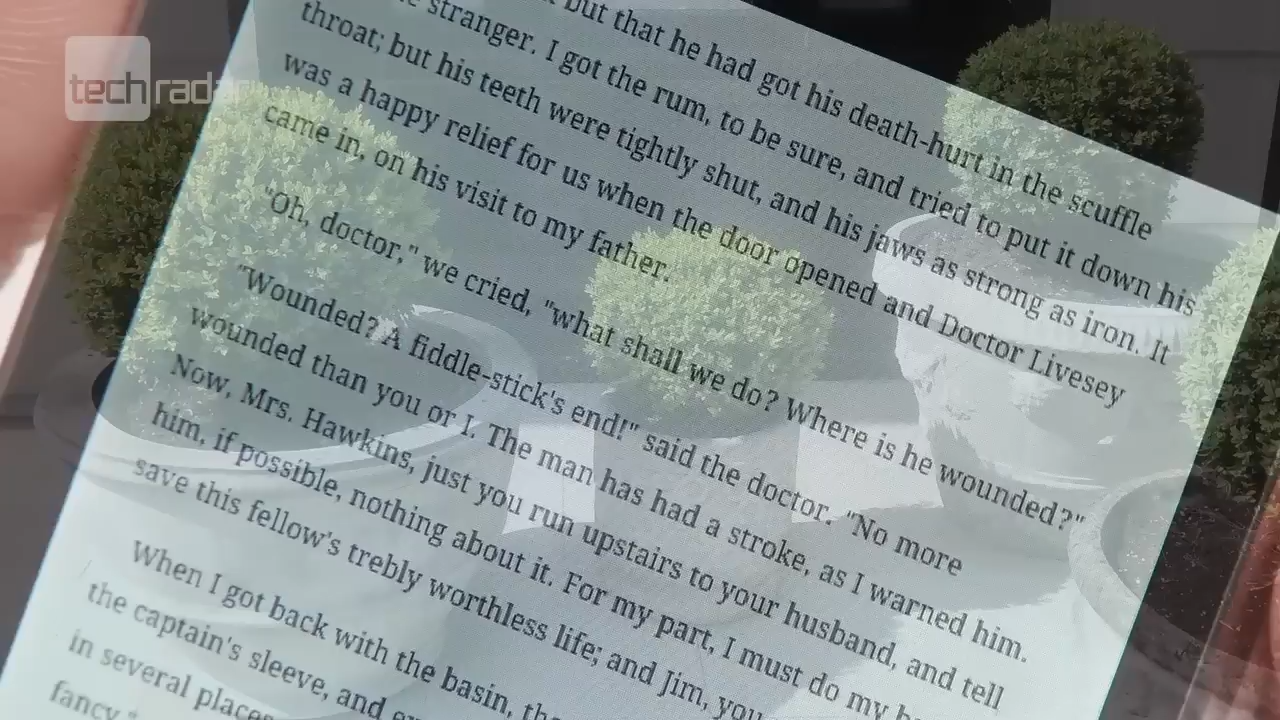 techradar
but that he had got his death-hurt in the scuffle
stranger. I got the rum, to be sure, and tried to put it down his
throat; but his teeth were tightly shut, and his jaws as strong as iron. It
was a happy relief for us when the door opened and Doctor Livesey
came in, on his visit to my father.
"Oh, doctor," we cried, "what shall we do? Where is he wounded?"
"Wounded? A fiddle-stick's end!" said the doctor. "No more
wounded than you or I. The man has had a stroke, as I warned him.
Now, Mrs. Hawkins, just you run upstairs to your husband, and tell
him, if possible, nothing about it. For my part, I must do my
save this fellow's trebly worthless life; and Jim, you
When I got back with the basin,
the captain's sleeve, and
in several places
fancy,"